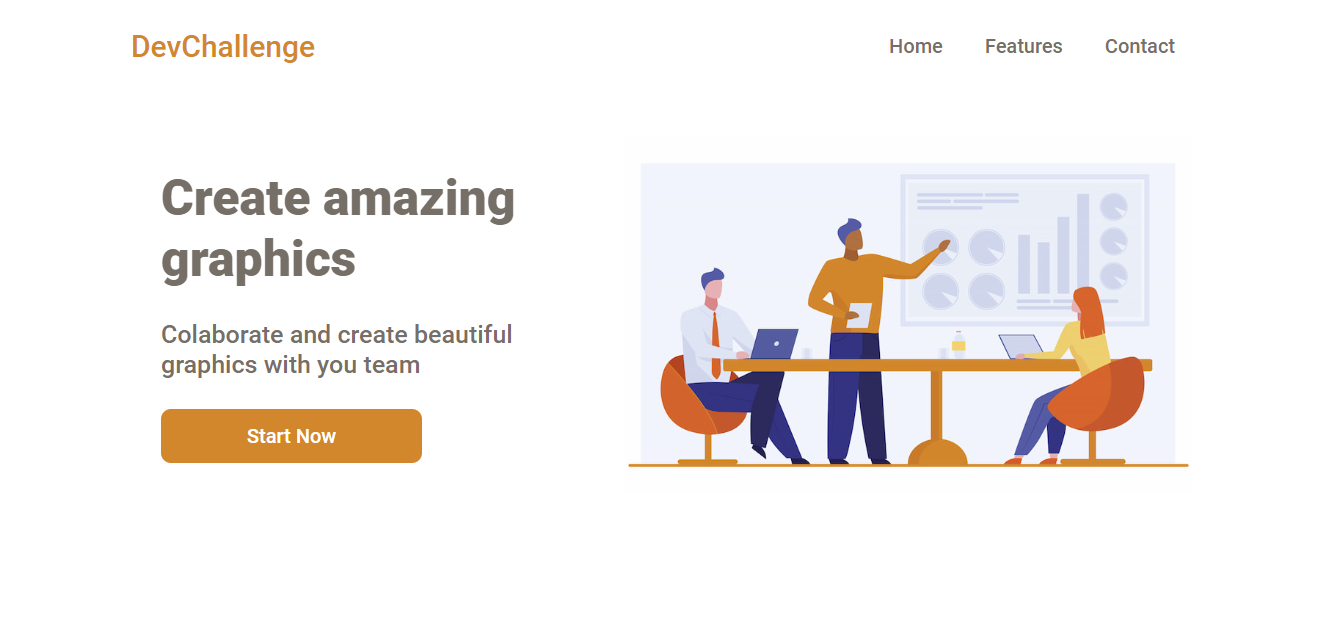 DevChallenge
Home Features Contact
Create amazing
graphics
Colaborate and create beautiful
graphics with you team
Start Now